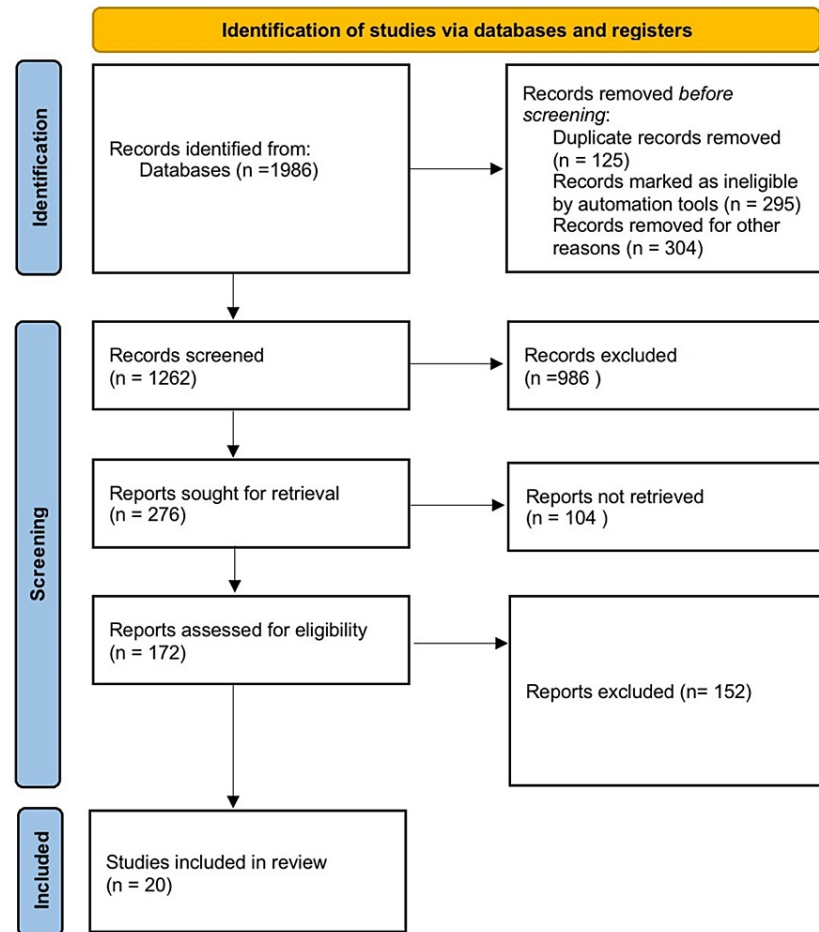 Identification of studies via databases and registers
Identification
Records identified from:
Databases (n =1986)
Records removed before
screening:
Duplicate records removed
(n = 125)
Records marked as ineligible
by automation tools (n = 295)
Records removed for other
reasons (n = 304)
Screening
Records screened
(n = 1262)
Records excluded
(n =986 )
Reports sought for retrieval
(n = 276)
Reports not retrieved
(n = 104 )
Reports assessed for eligibility
(n = 172)
Reports excluded (n= 152)
Included
Studies included in review
(n = 20)